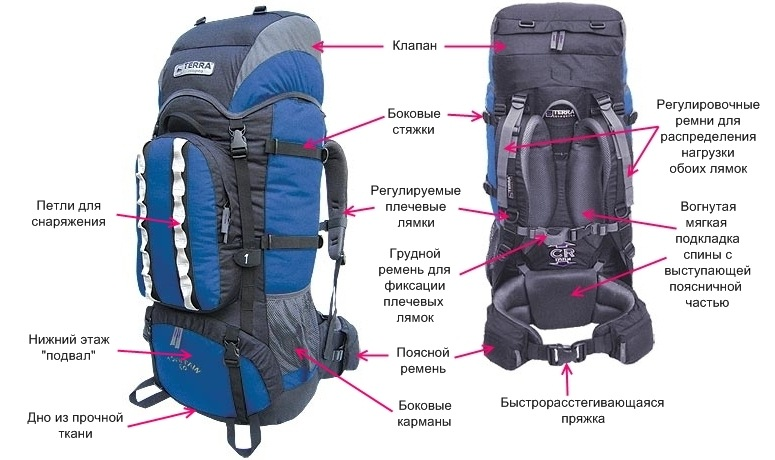 Клапан
TERRA
Боковые
стяжки
Петли для
снаряжения
Регулируемые
плечевые
лямки
Грудной
ремень для
фиксации
плечевых
лямок
Нижний этаж
"подвал"
Поясной
ремень
Дно из прочной
ткани
Боковые
карманы
TERRA
Регулировочные
ремни для
распределения
нагрузки
обоих лямок
Вогнутая
мягкая
подкладка
спины с
выступающей
поясничной
частью
CR
Быстрорасстегивающаяся
пряжка